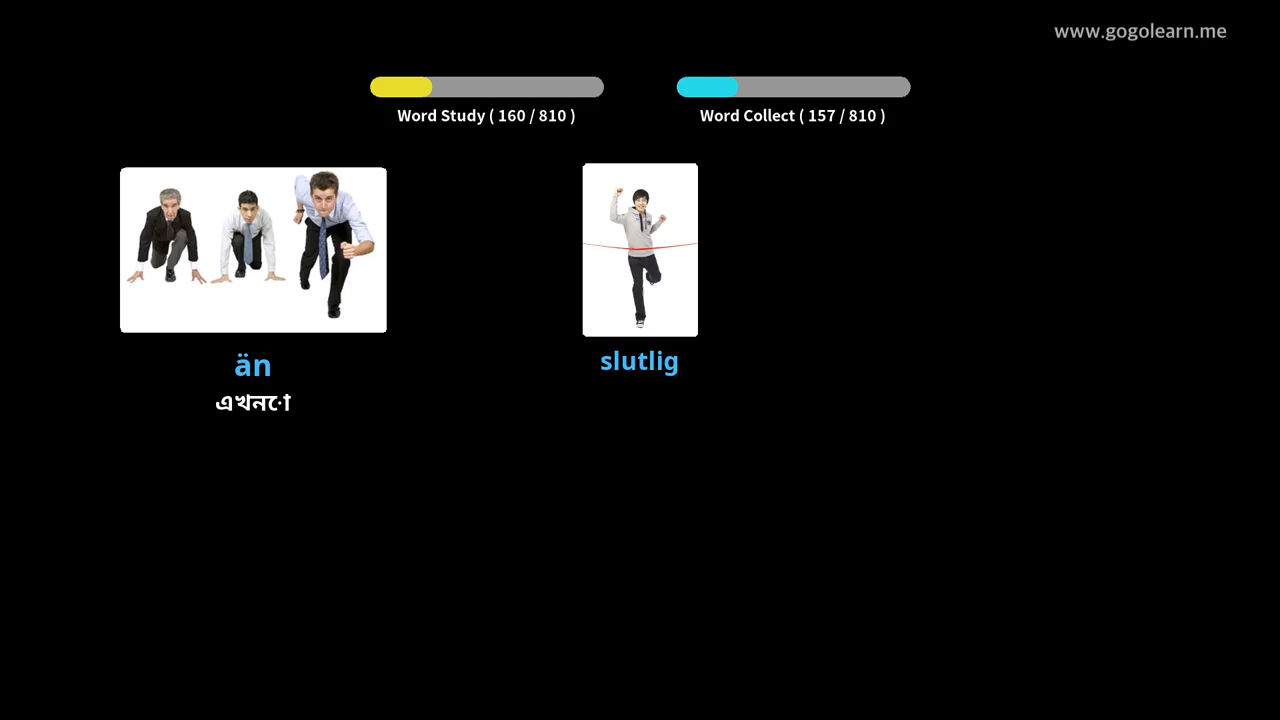 www.gogolearn.me
Word Study ( 160 / 810 )
Word Collect ( 157 / 810 )
än
slutlig
এখনো